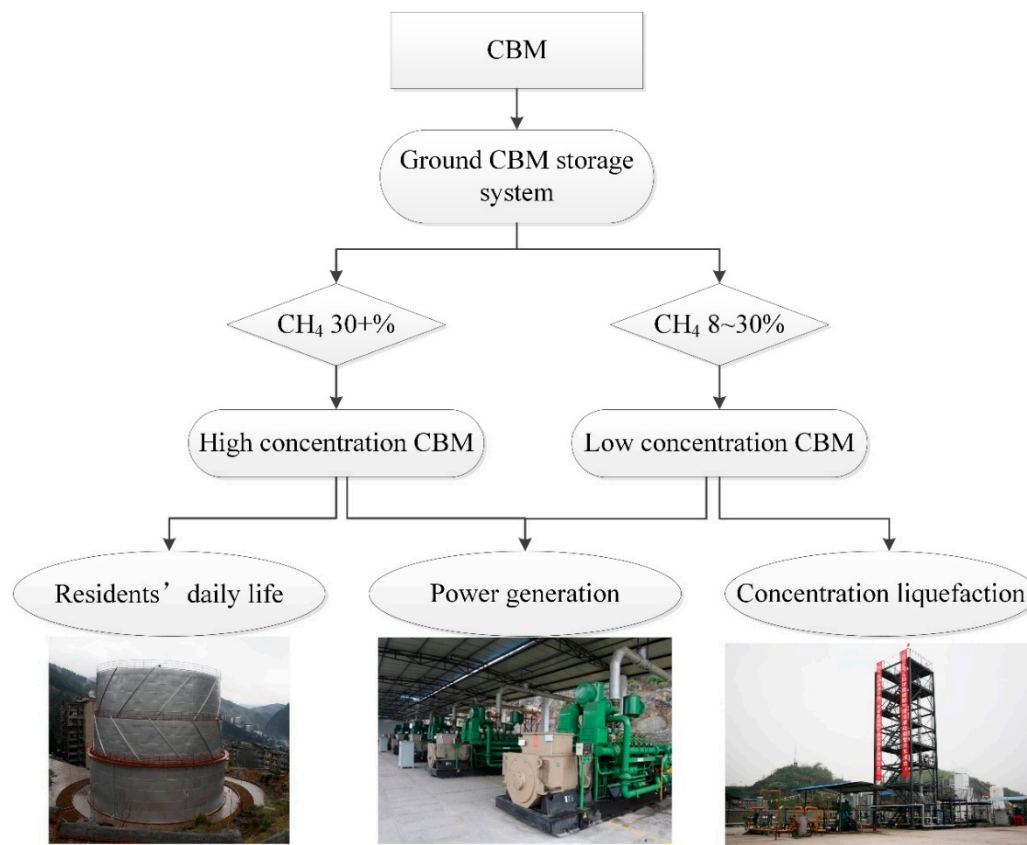 CBM
Ground CBM storage
system
CH₄ 30+%
CH₄ 8~30%
High concentration CBM
Low concentration CBM
Residents’ daily life
Power generation
Concentration liquefaction